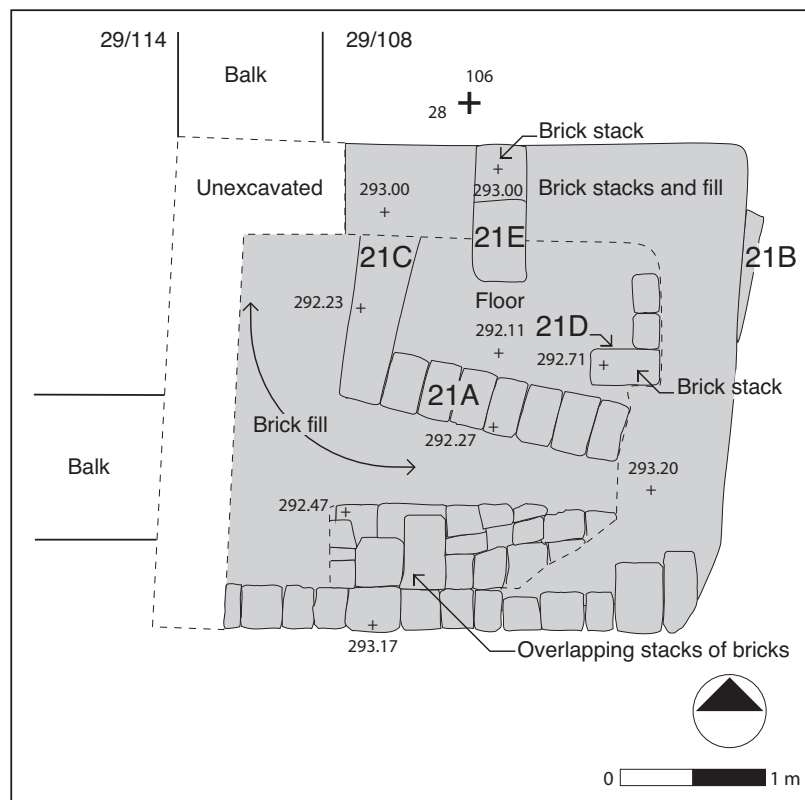 29/114
29/108
Balk
106
28
Brick stack
Unexcavated
293.00
293.00
Brick stacks and fill
21C
21E
21B
292.23
Floor
292.11
21D
292.71
Brick stack
21A
Brick fill
292.27
Balk
293.20
292.47
293.17
Overlapping stacks of bricks
0
1 m